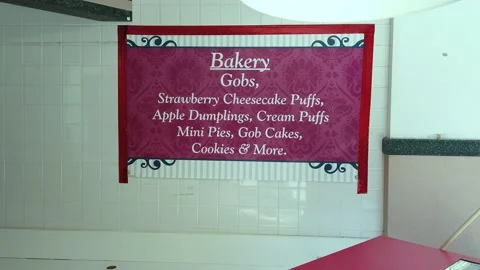 Bakery
Gobs,
Strawberry Cheesecake Puffs,
Apple Dumplings, Cream Puffs
Mini Pies, Gob Cakes,
Cookies & More.